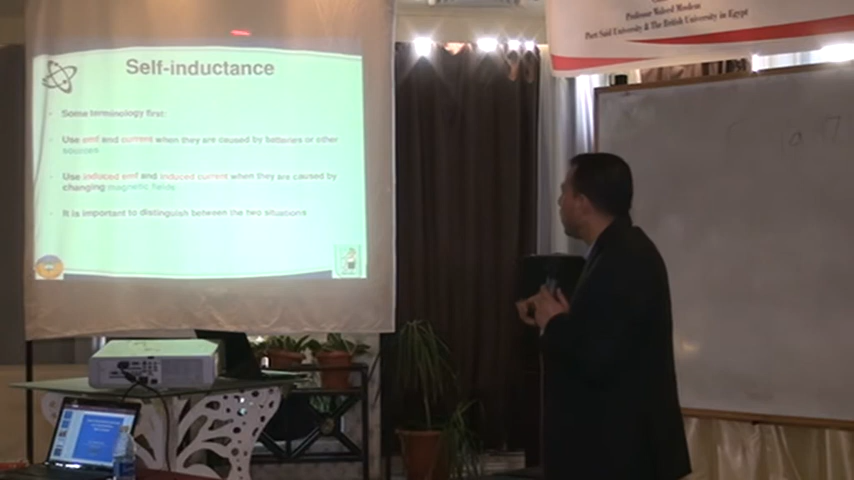 Self-inductance
Some terminology first:
Use emf and current when they are caused by batteries or other
sources
Use induced emf and induced current when they are caused by
changing magnetic fields
It is important to distinguish between the two situations
Professor Waleed Moslem
Port Said University & The British University in Egypt